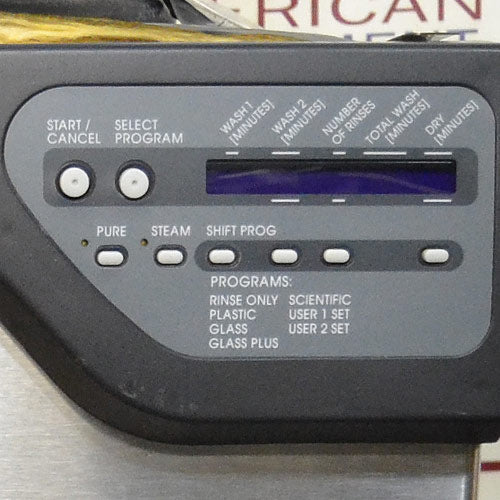 RICAN
START /
CANCEL
SELECT
PROGRAM
WASH 1
[MINUTES]
WASH 2
[MINUTES]
NUMBER
OF RINSES
TOTAL WASH
[MINUTES]
DRY
[MINUTES]
PURE
STEAM
SHIFT PROG
PROGRAMS:
RINSE ONLY SCIENTIFIC
PLASTIC USER 1 SET
GLASS USER 2 SET
GLASS PLUS